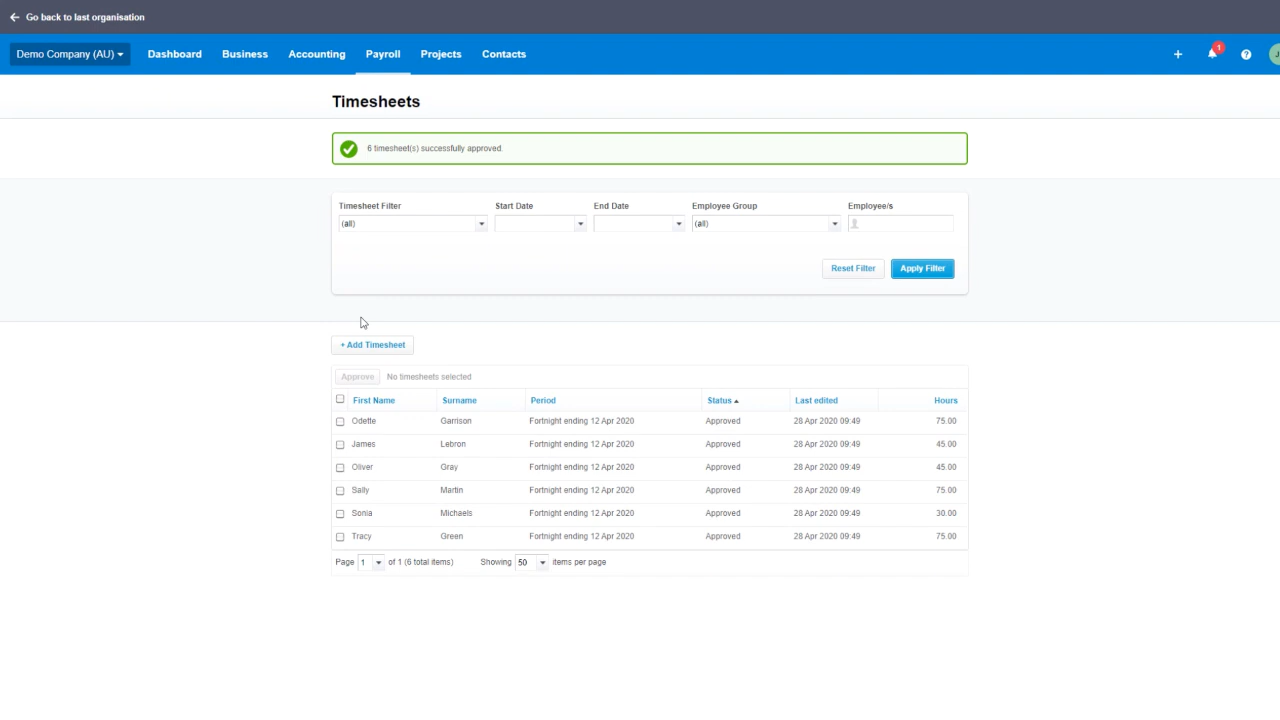 Go back to last organisation
Demo Company (AU) Dashboard Business Accounting Payroll Projects Contacts 1 J
Timesheets
6 timesheet(s) successfully approved.
Timesheet Filter Start Date End Date Employee Group Employee/s
(all) (all)
Reset Filter Apply Filter
+ Add Timesheet
Approve No timesheets selected
First Name Surname Period Status Last edited Hours
Odette Garrison Fortnight ending 12 Apr 2020 Approved 28 Apr 2020 09:49 75.00
James Lebron Fortnight ending 12 Apr 2020 Approved 28 Apr 2020 09:49 45.00
Oliver Gray Fortnight ending 12 Apr 2020 Approved 28 Apr 2020 09:49 45.00
Sally Martin Fortnight ending 12 Apr 2020 Approved 28 Apr 2020 09:49 75.00
Sonia Michaels Fortnight ending 12 Apr 2020 Approved 28 Apr 2020 09:49 30.00
Tracy Green Fortnight ending 12 Apr 2020 Approved 28 Apr 2020 09:49 75.00
Page 1 of 1 (6 total items) Showing 50 items per page